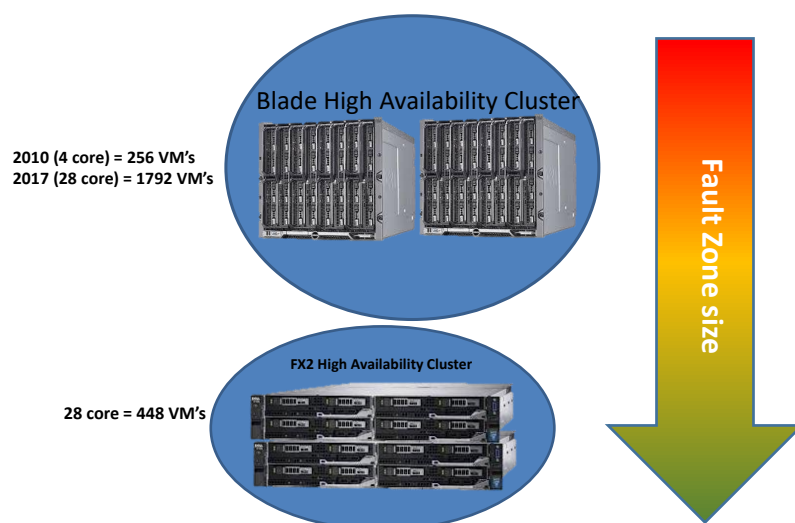 Blade High Availability Cluster
2010 (4 core) = 256 VM's
2017 (28 core) = 1792 VM's
Fault Zone size
FX2 High Availability Cluster
28 core = 448 VM's